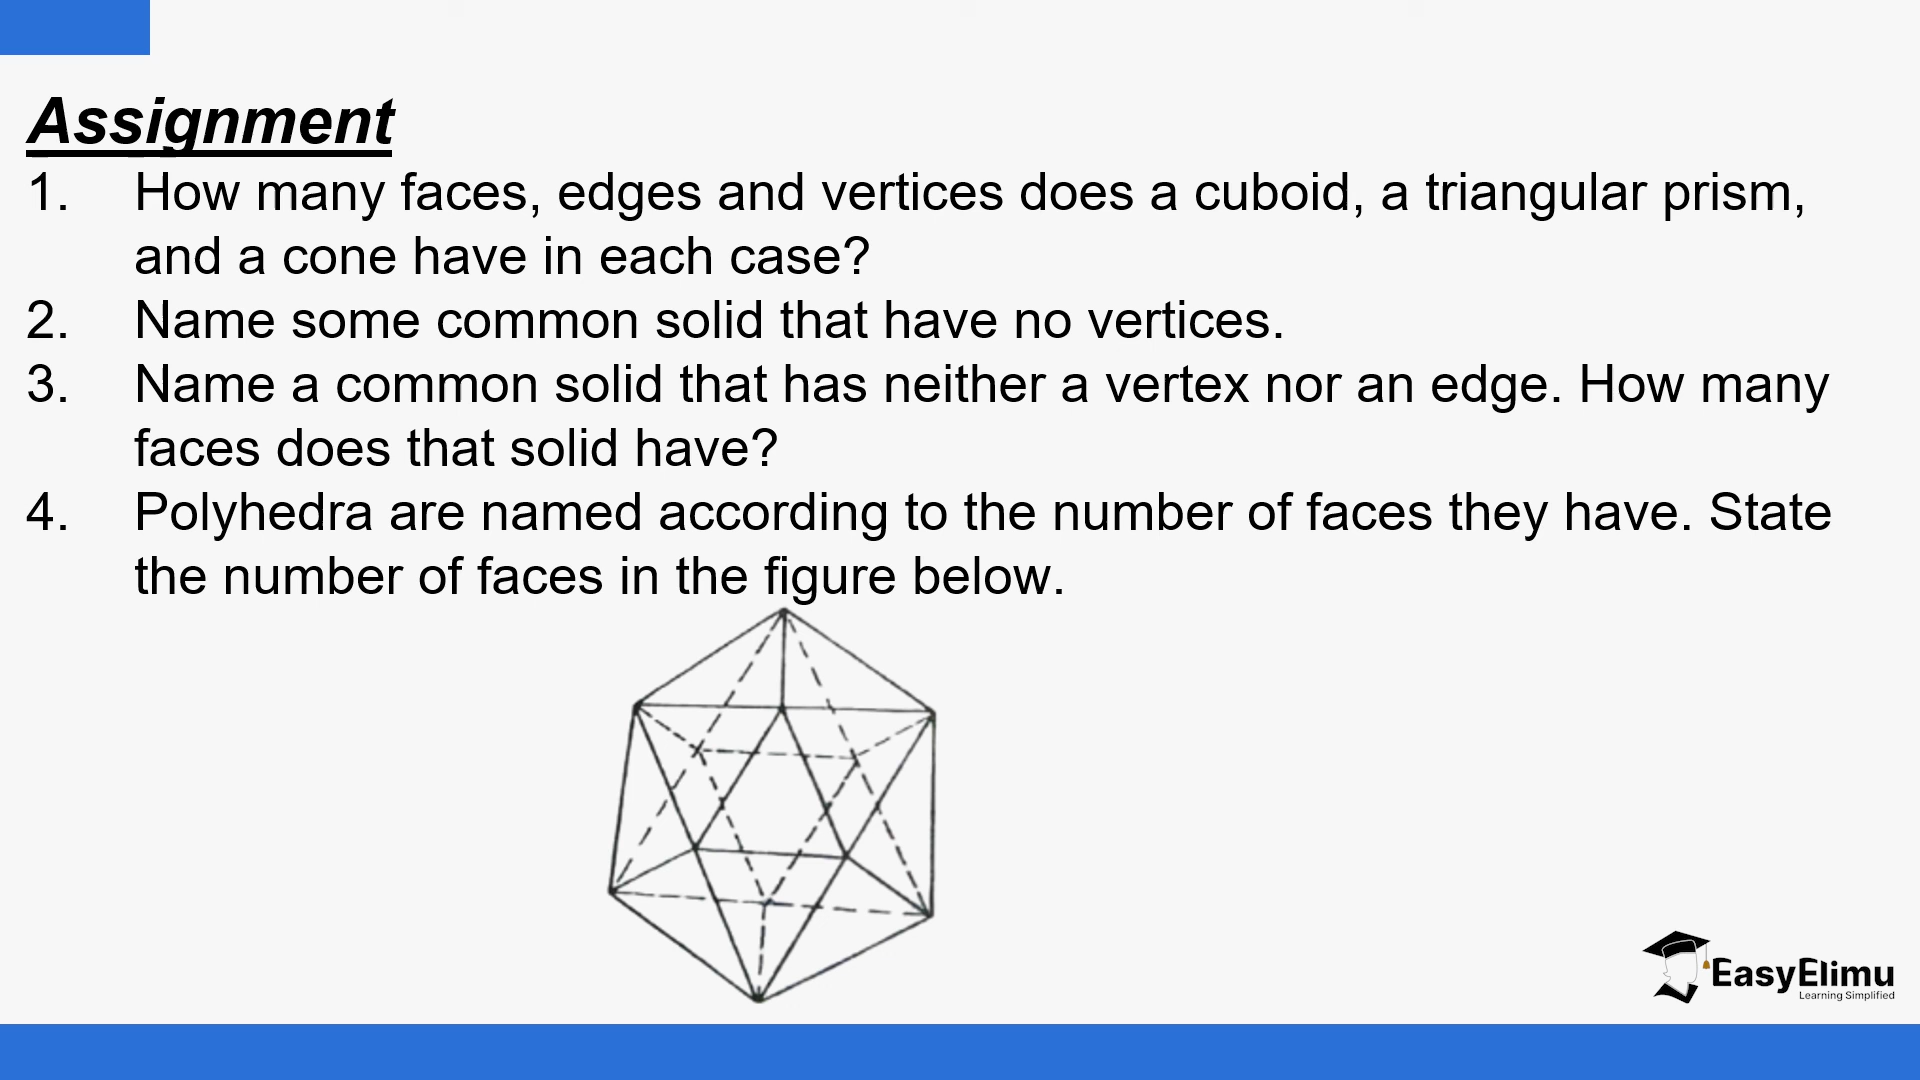 Assignment
1. How many faces, edges and vertices does a cuboid, a triangular prism,
and a cone have in each case?
2. Name some common solid that have no vertices.
3. Name a common solid that has neither a vertex nor an edge. How many
faces does that solid have?
4. Polyhedra are named according to the number of faces they have. State
the number of faces in the figure below.
EasyElimu
Learning Simplified